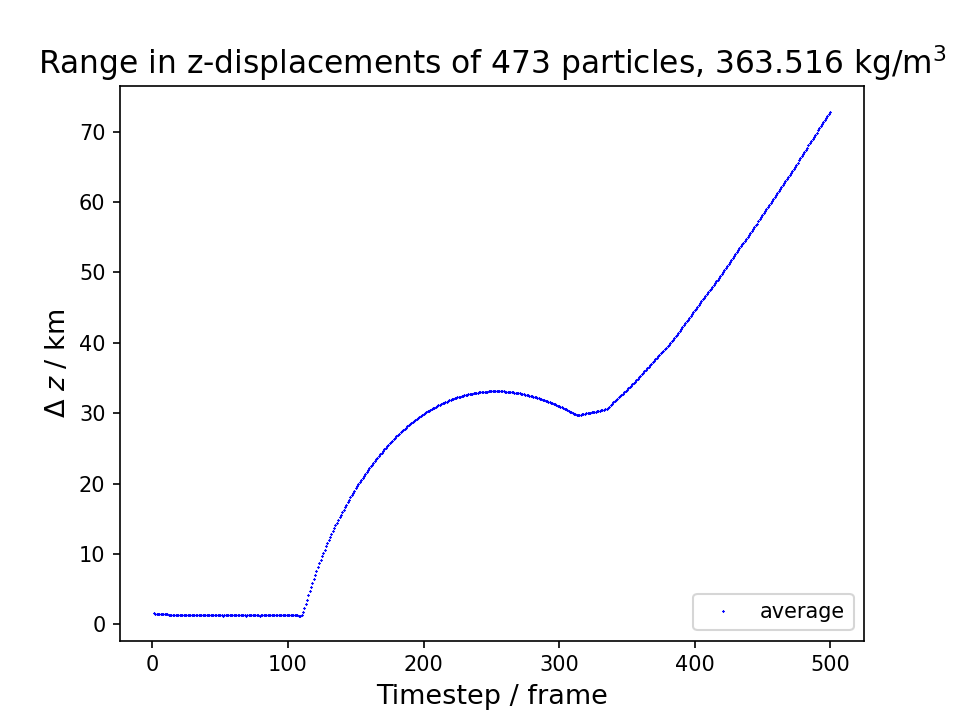 Range in z-displacements of 473 particles, 363.516 kg/m³
70
60
50
40
30
20
10
0
Δ z / km
average
0 100 200 300 400 500
Timestep / frame